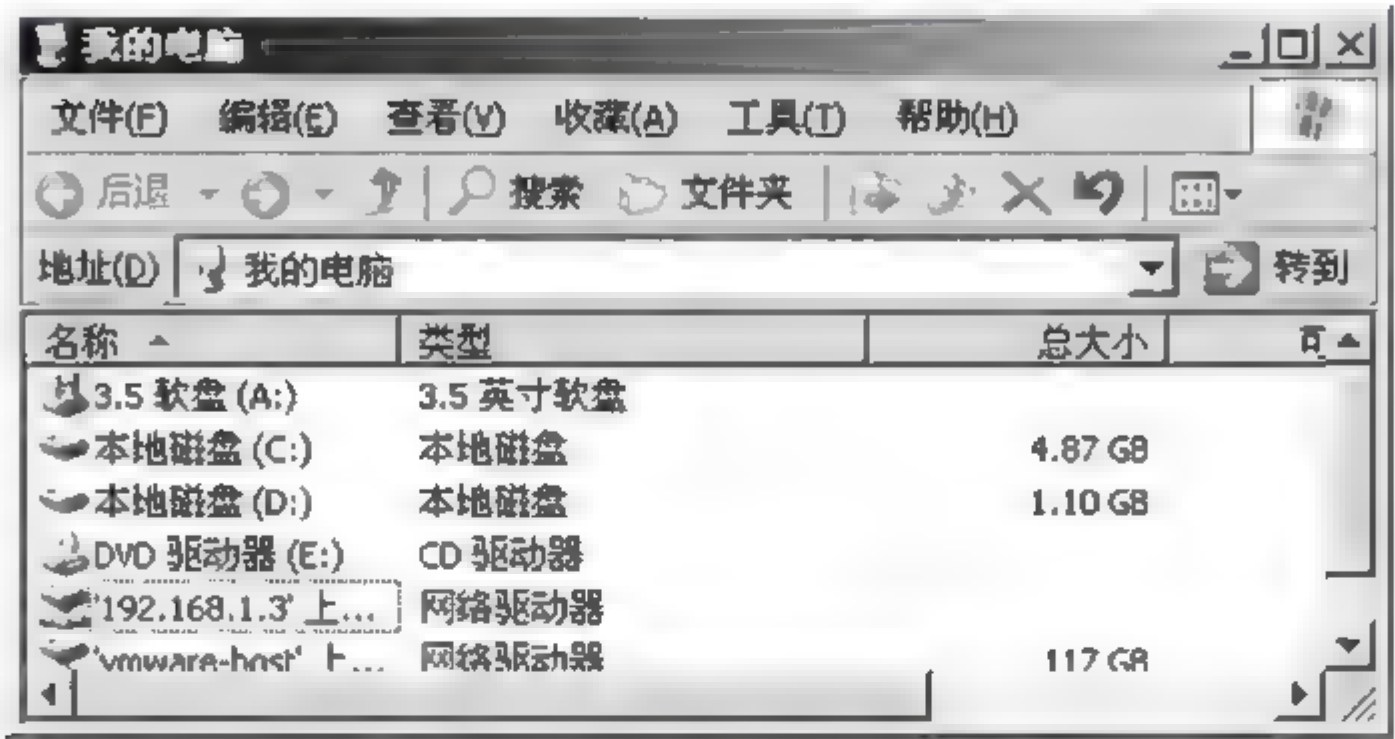 我的电脑
文件(F) 编辑(E) 查看(V) 收藏(A) 工具(T) 帮助(H)
后退 搜索 文件夹
地址(D) 我的电脑 转到
名称 类型 总大小 可
3.5 软盘 (A:) 3.5 英寸软盘
本地磁盘 (C:) 本地磁盘 4.87 GB
本地磁盘 (D:) 本地磁盘 1.10 GB
DVD 驱动器 (E:) CD 驱动器
'192.168.1.3' 上... 网络驱动器
'vmware-host' 上... 网络驱动器 117 GB